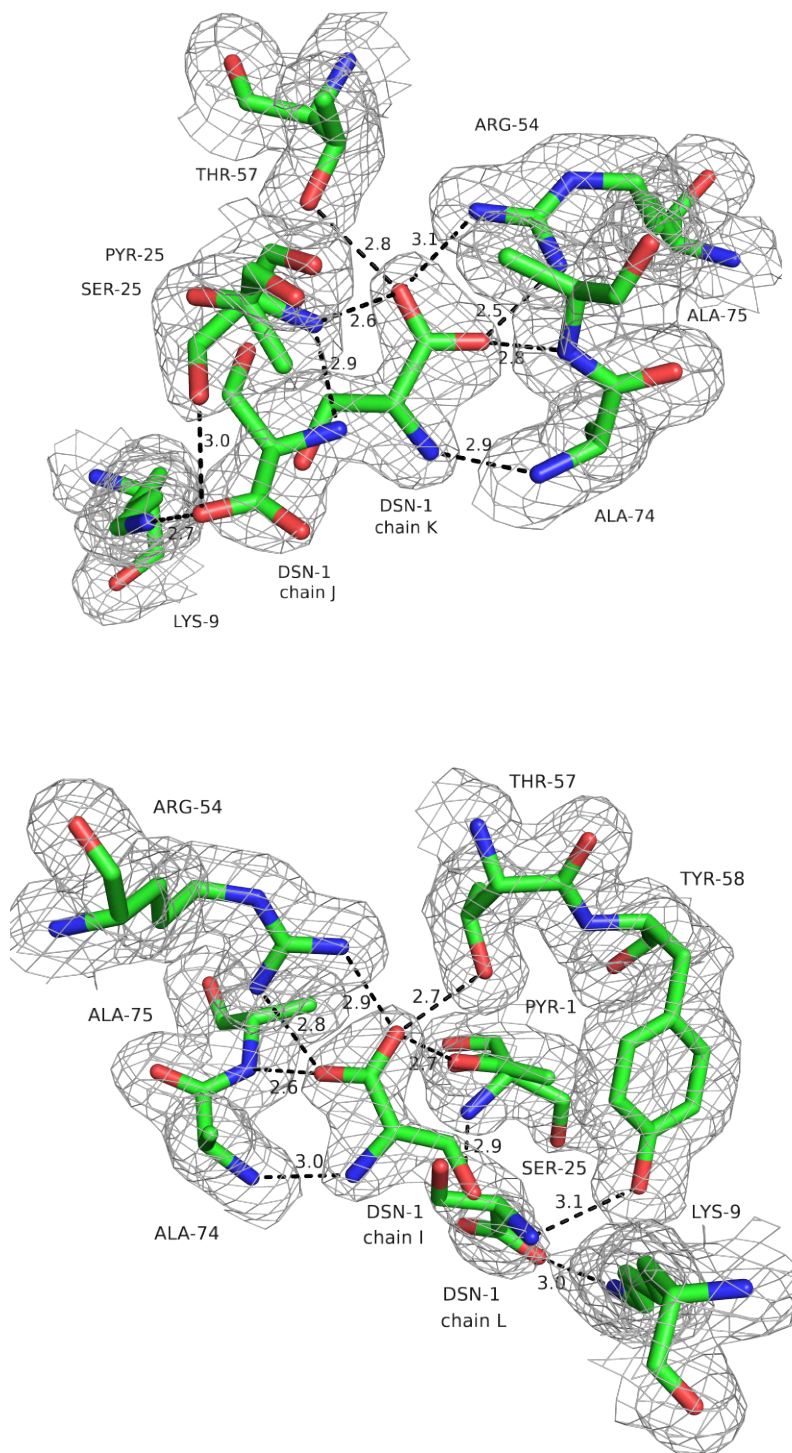 ARG-54
THR-57
2.8
3.1
PYR-25
SER-25
2.6
2.5
ALA-75
2.8
2.9
3.0
2.9
DSN-1
chain K
ALA-74
2.7
DSN-1
chain J
LYS-9
THR-57
ARG-54
TYR-58
2.9
2.7
PYR-1
ALA-75
2.8
2.7
2.6
2.9
SER-25
3.0
3.1
LYS-9
DSN-1
chain I
ALA-74
3.0
DSN-1
chain L